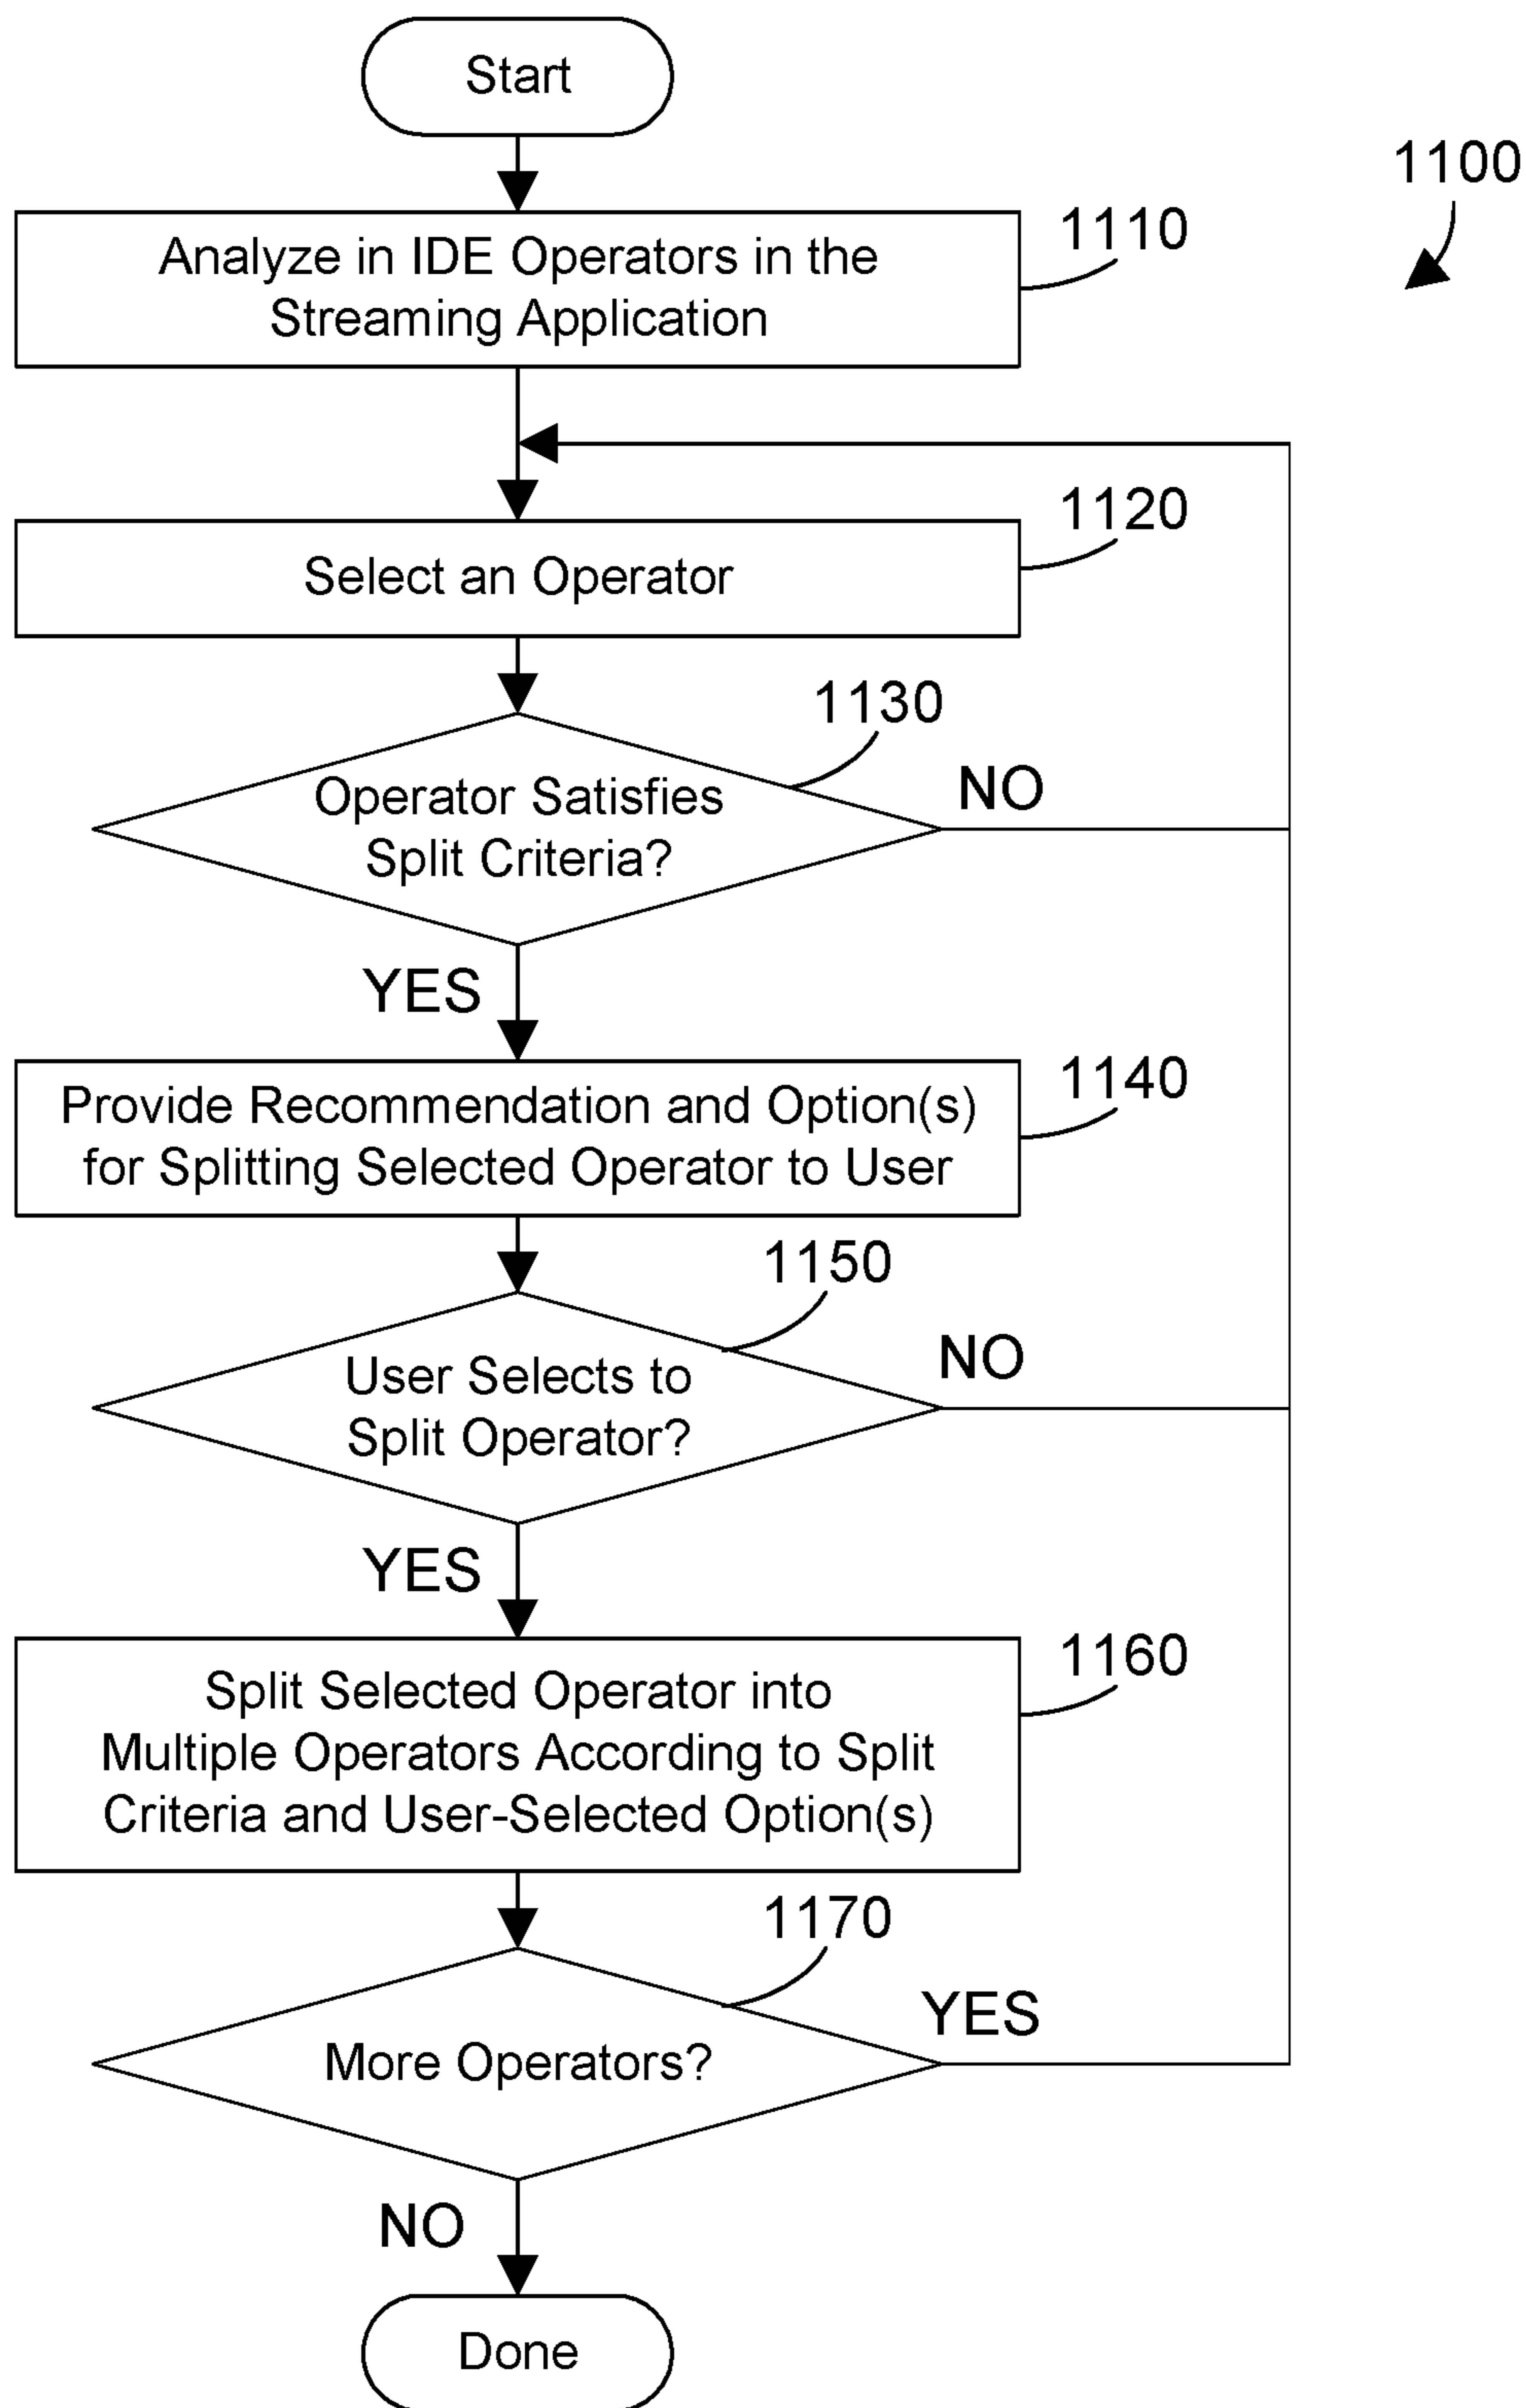 Start
1100
1110
Analyze in IDE Operators in the
Streaming Application
1120
Select an Operator
1130
Operator Satisfies
Split Criteria?
NO
YES
1140
Provide Recommendation and Option(s)
for Splitting Selected Operator to User
1150
User Selects to
Split Operator?
NO
YES
1160
Split Selected Operator into
Multiple Operators According to Split
Criteria and User-Selected Option(s)
1170
More Operators?
YES
NO
Done